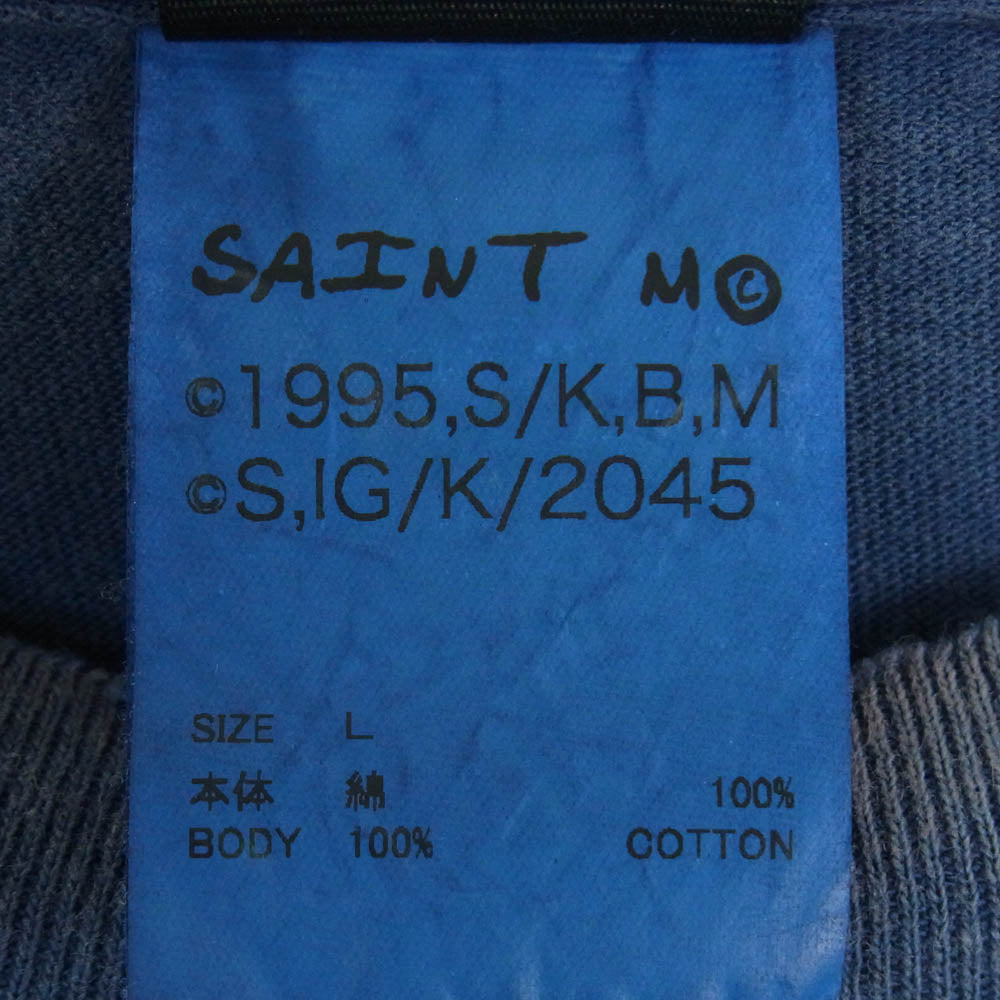 SAINT M©
©1995,S/K,B,M
©S,IG/K/2045
SIZE L
本体 綿 100%
BODY 100% COTTON